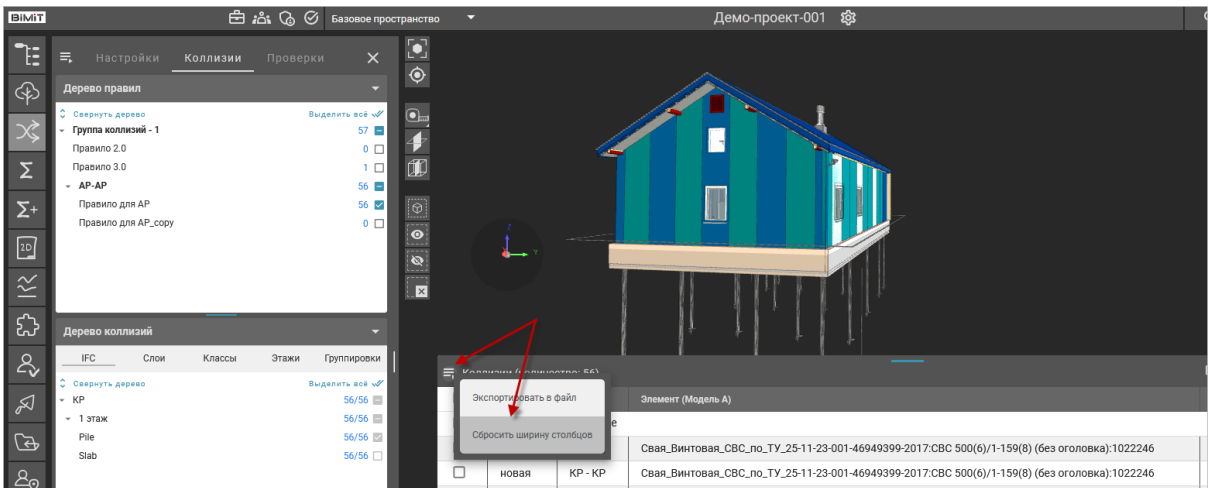 BIMIT
Базовое пространство
Демо-проект-001
Настройки Коллизии Проверки
Дерево правил
Свернуть дерево Выделить всё
Группа коллизий - 1 57
Правило 2.0 0
Правило 3.0 1
АР-АР 56
Правило для АР 56
Правило для АР_copy 0
Σ
Σ+
2D
Z
Y
Дерево коллизий
IFC Слои Классы Этажи Группировки
Свернуть дерево Выделить всё
КР 56/56
1 этаж 56/56
Pile 56/56
Slab 56/56
Коллизии (количество: 56)
Экспортировать в файл
Сбросить ширину столбцов
Элемент (Модель А)
Свая_Винтовая_СВС_по_ТУ_25-11-23-001-46949399-2017:СВС 500(6)/1-159(8) (без оголовка):1022246
новая КР - КР Свая_Винтовая_СВС_по_ТУ_25-11-23-001-46949399-2017:СВС 500(6)/1-159(8) (без оголовка):1022246